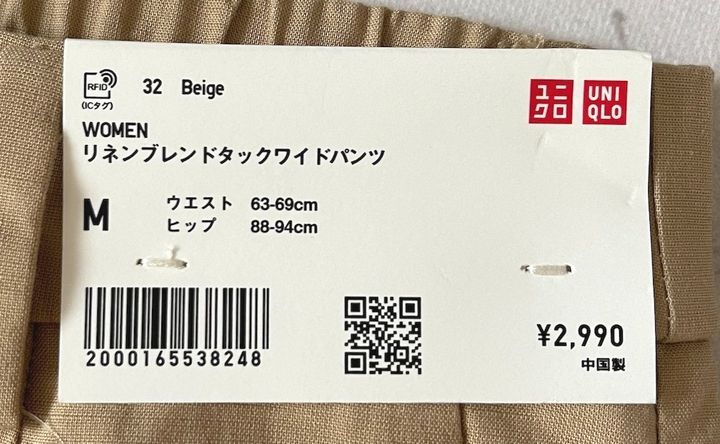 RFID
(ICタグ)
32 Beige
ユニ
クロ
UNI
QLO
WOMEN
リネンブレンドタックワイドパンツ
M
ウエスト 63-69cm
ヒップ 88-94cm
2000165538248
¥2,990
中国製